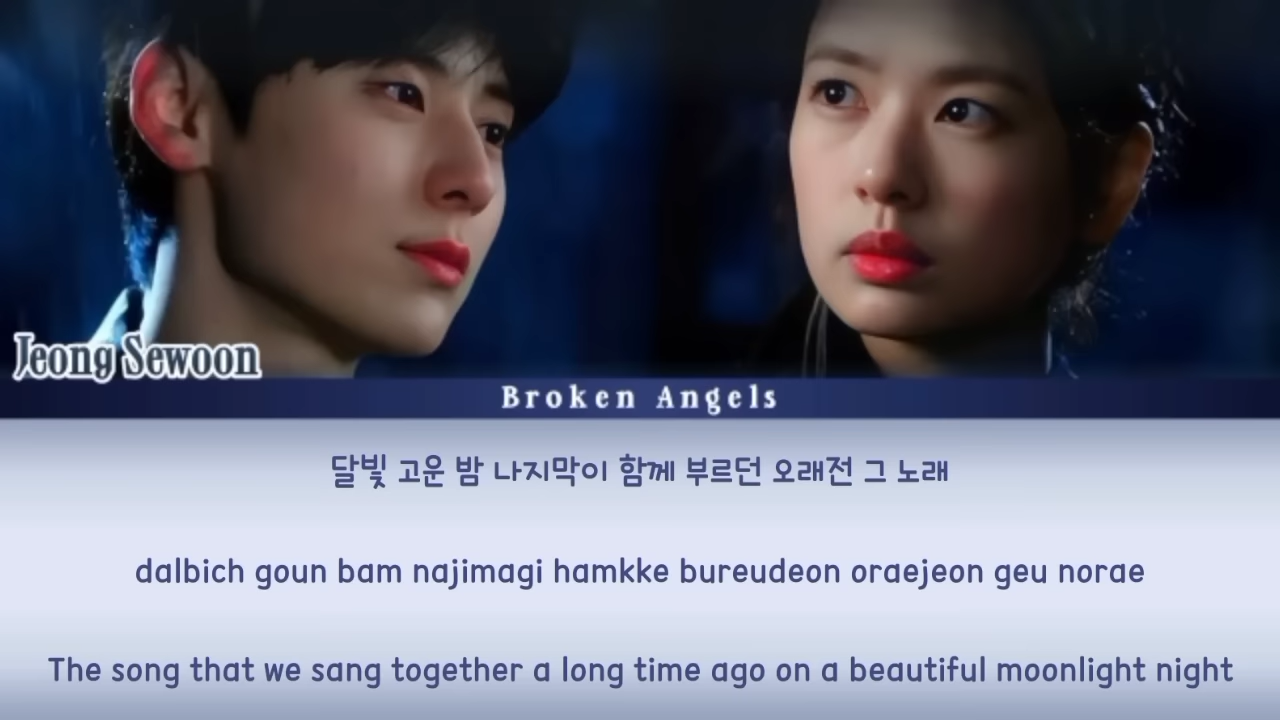 Jeong Sewoon
Broken Angels
달빛 고운 밤 나지막이 함께 부르던 오래전 그 노래
dalbich goun bam najimagi hamkke bureudeon oraejeon geu norae
The song that we sang together a long time ago on a beautiful moonlight night